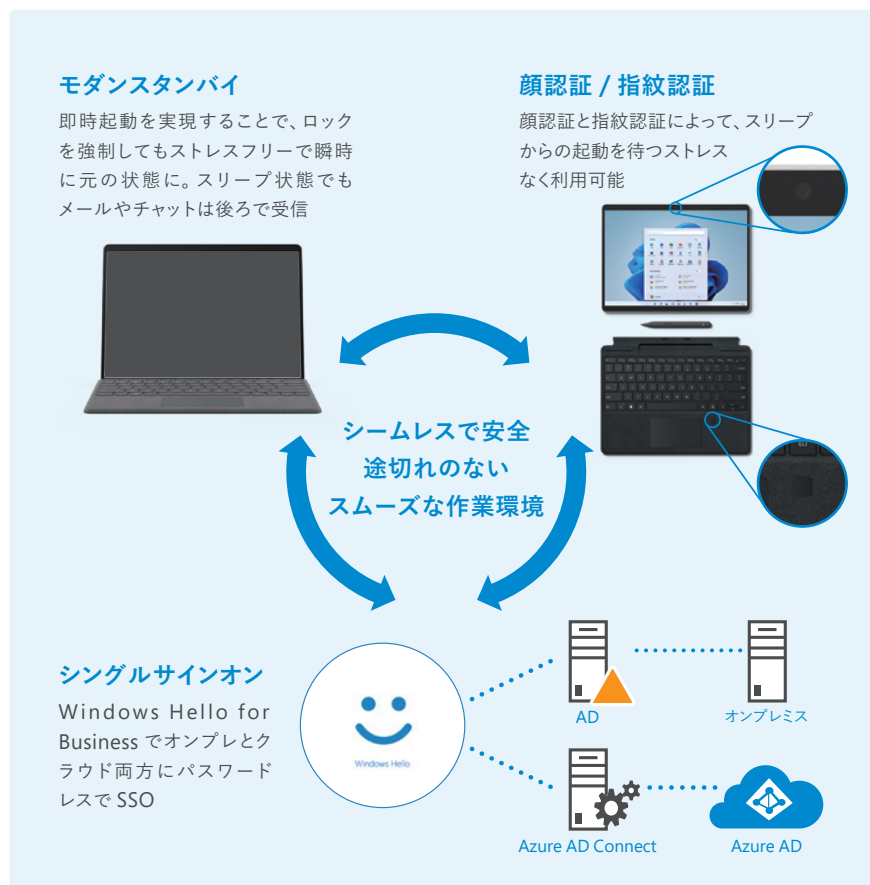 モダンスタンバイ
即時起動を実現することで、ロック
を強制してもストレスフリーで瞬時
に元の状態に。スリープ状態でも
メールやチャットは後ろで受信
顔認証 / 指紋認証
顔認証と指紋認証によって、スリープ
からの起動を待つストレス
なく利用可能
シームレスで安全
途切れのない
スムーズな作業環境
シングルサインオン
Windows Hello for
Business でオンプレとク
ラウド両方にパスワード
レスで SSO
Windows Hello
AD
オンプレミス
Azure AD Connect
Azure AD